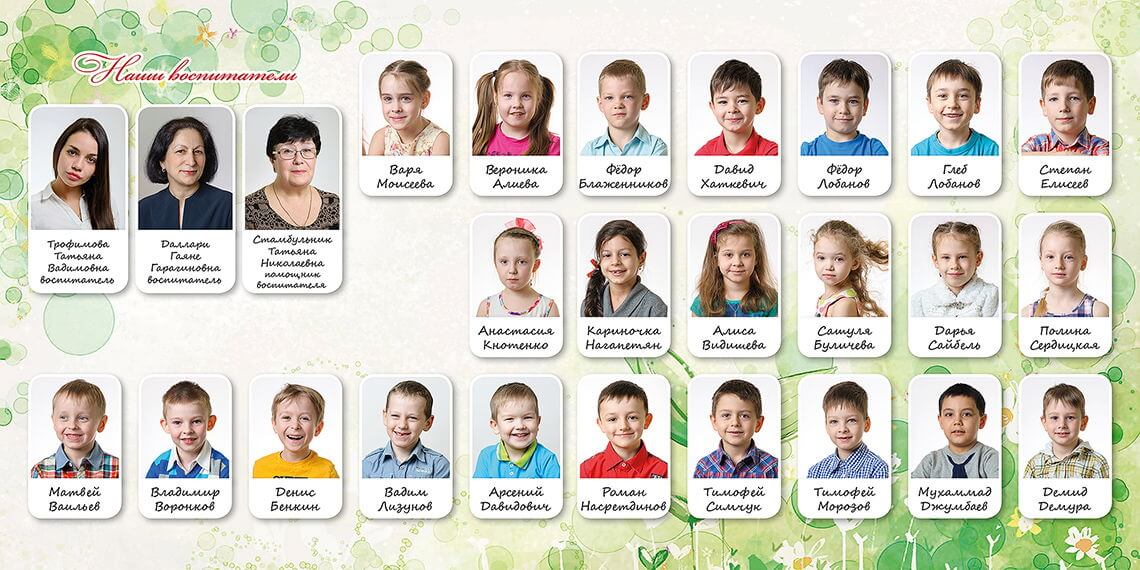 Наши воспитатели
Трофимова
Татьяна
Вадимовна
воспитатель
Даллари
Гаяне
Гарагиновна
воспитатель
Стамбульник
Татьяна
Николаевна
помощник
воспитателя
Варя
Моисеева
Вероника
Алиева
Фёдор
Блаженников
Давид
Хаткевич
Фёдор
Лобанов
Глеб
Лобанов
Степан
Елисеев
Анастасия
Кнотенко
Кариночка
Нагапетян
Алиса
Видишева
Сатуля
Буличева
Дарья
Сайбель
Полина
Сердицкая
Матвей
Ваильев
Владимир
Воронков
Денис
Бенкин
Вадим
Лизунов
Арсений
Давидович
Роман
Насретдинов
Тимофей
Симчук
Тимофей
Морозов
Мухаммад
Джумбаев
Демид
Демура